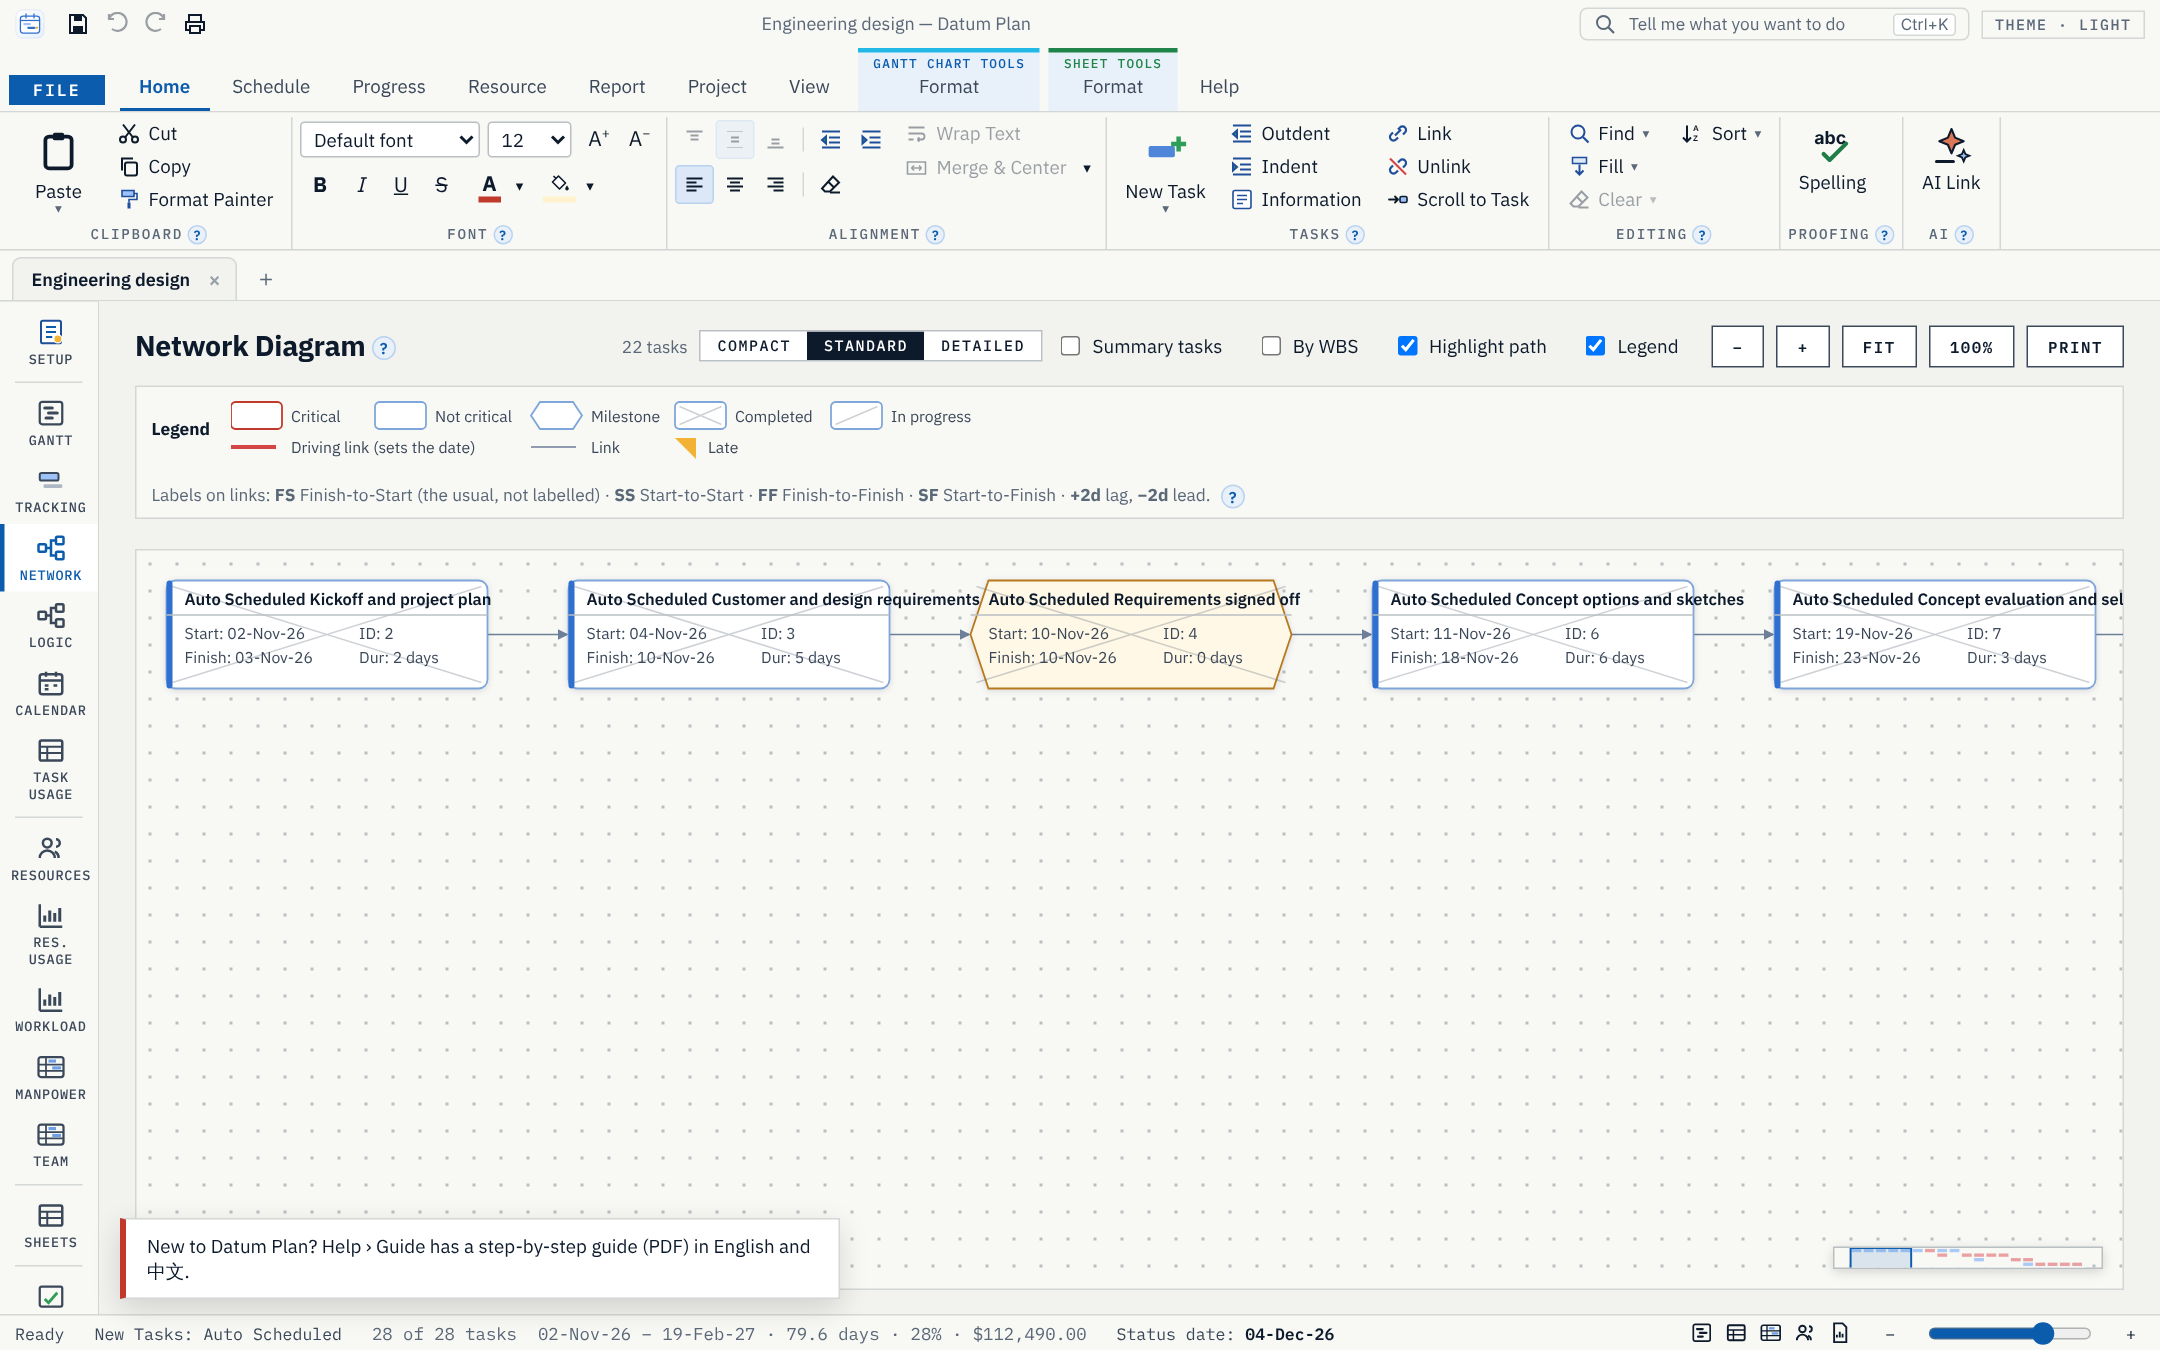 Engineering design — Datum Plan
Tell me what you want to do Ctrl+K
THEME · LIGHT
GANTT CHART TOOLS SHEET TOOLS
FILE Home Schedule Progress Resource Report Project View Format Format Help
Paste
Cut
Copy
Format Painter
CLIPBOARD ?
Default font 12 A+ A−
B I U S A
FONT ?
Wrap Text
Merge & Center
ALIGNMENT ?
New Task
Outdent
Indent
Information
Link
Unlink
Scroll to Task
TASKS ?
Find
Fill
Clear
Sort
EDITING ?
abc
Spelling
PROOFING ?
AI Link
AI ?
Engineering design × +
SETUP
GANTT
TRACKING
NETWORK
LOGIC
CALENDAR
TASK
USAGE
RESOURCES
RES.
USAGE
WORKLOAD
MANPOWER
TEAM
SHEETS
Network Diagram ?
22 tasks COMPACT STANDARD DETAILED Summary tasks By WBS Highlight path Legend − + FIT 100% PRINT
Legend Critical Not critical Milestone Completed In progress
Driving link (sets the date) Link Late
Labels on links: FS Finish-to-Start (the usual, not labelled) · SS Start-to-Start · FF Finish-to-Finish · SF Start-to-Finish · +2d lag, −2d lead. ?
Auto Scheduled Kickoff and project plan
Start: 02-Nov-26 ID: 2
Finish: 03-Nov-26 Dur: 2 days
Auto Scheduled Customer and design requirements
Start: 04-Nov-26 ID: 3
Finish: 10-Nov-26 Dur: 5 days
Auto Scheduled Requirements signed off
Start: 10-Nov-26 ID: 4
Finish: 10-Nov-26 Dur: 0 days
Auto Scheduled Concept options and sketches
Start: 11-Nov-26 ID: 6
Finish: 18-Nov-26 Dur: 6 days
Auto Scheduled Concept evaluation and sel
Start: 19-Nov-26 ID: 7
Finish: 23-Nov-26 Dur: 3 days
New to Datum Plan? Help › Guide has a step-by-step guide (PDF) in English and
中文.
Ready New Tasks: Auto Scheduled 28 of 28 tasks 02-Nov-26 – 19-Feb-27 · 79.6 days · 28% · $112,490.00 Status date: 04-Dec-26 − +